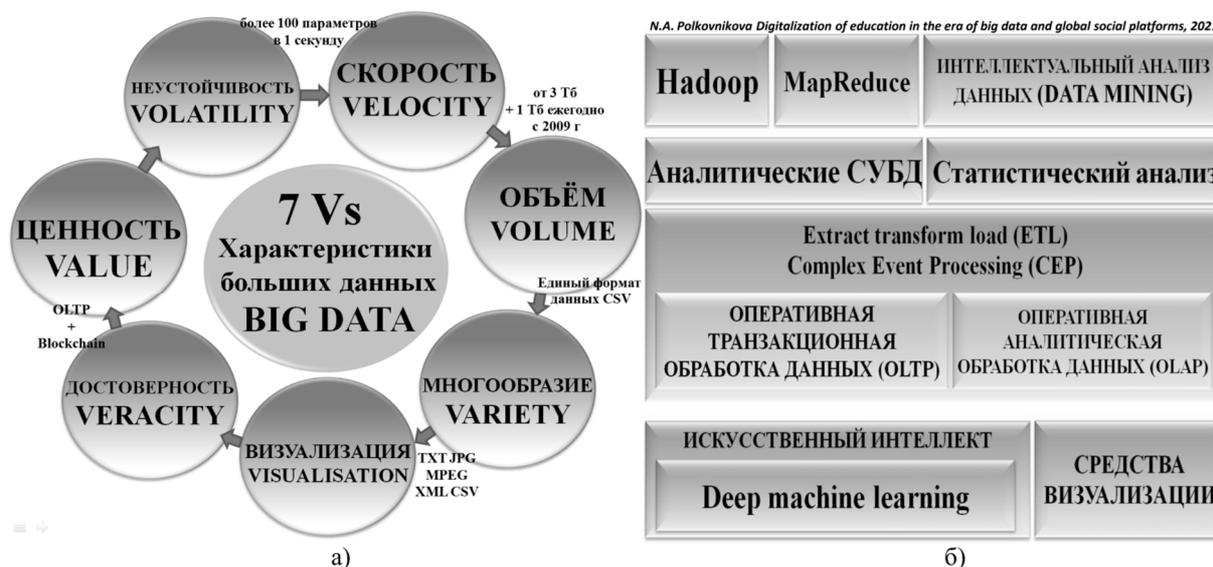 более 100 параметров
в 1 секунду
НЕУСТОЙЧИВОСТЬ
VOLATILITY
СКОРОСТЬ
VELOCITY
от 3 Тб
+ 1 Тб ежегодно
с 2009 г
ОБЪЁМ
VOLUME
Единый формат
данных CSV
МНОГООБРАЗИЕ
VARIETY
TXT JPG
MPEG
XML CSV
ВИЗУАЛИЗАЦИЯ
VISUALISATION
ДОСТОВЕРНОСТЬ
VERACITY
OLTP
+
Blockchain
ЦЕННОСТЬ
VALUE
7 Vs
Характеристики
больших данных
BIG DATA
а)
N.A. Polkovnikova Digitalization of education in the era of big data and global social platforms, 202
Hadoop
MapReduce
ИНТЕЛЛЕКТУАЛЬНЫЙ АНАЛИЗ
ДАННЫХ (DATA MINING)
Аналитические СУБД
Статистический анализ
Extract transform load (ETL)
Complex Event Processing (CEP)
ОПЕРАТИВНАЯ
ТРАНЗАКЦИОННАЯ
ОБРАБОТКА ДАННЫХ (OLTP)
ОПЕРАТИВНАЯ
АНАЛИТИЧЕСКАЯ
ОБРАБОТКА ДАННЫХ (OLAP)
ИСКУССТВЕННЫЙ ИНТЕЛЛЕКТ
Deep machine learning
СРЕДСТВА
ВИЗУАЛИЗАЦИИ
б)